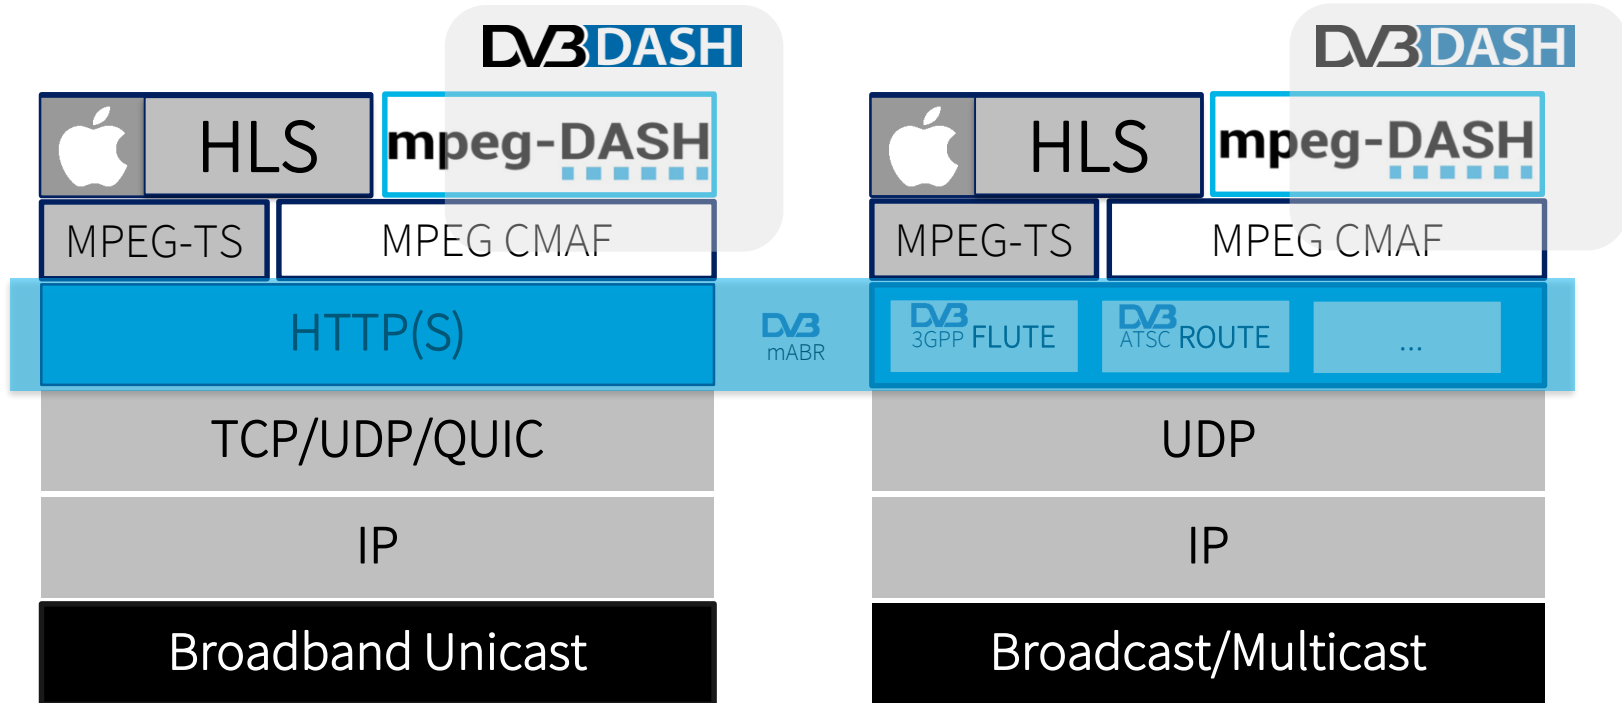 DVB DASH
HLS
mpeg-DASH
MPEG-TS
MPEG CMAF
HTTP(S)
TCP/UDP/QUIC
IP
Broadband Unicast
DVB
mABR
DVB DASH
HLS
mpeg-DASH
MPEG-TS
MPEG CMAF
DVB
3GPP FLUTE
DVB
ATSC ROUTE
...
UDP
IP
Broadcast/Multicast